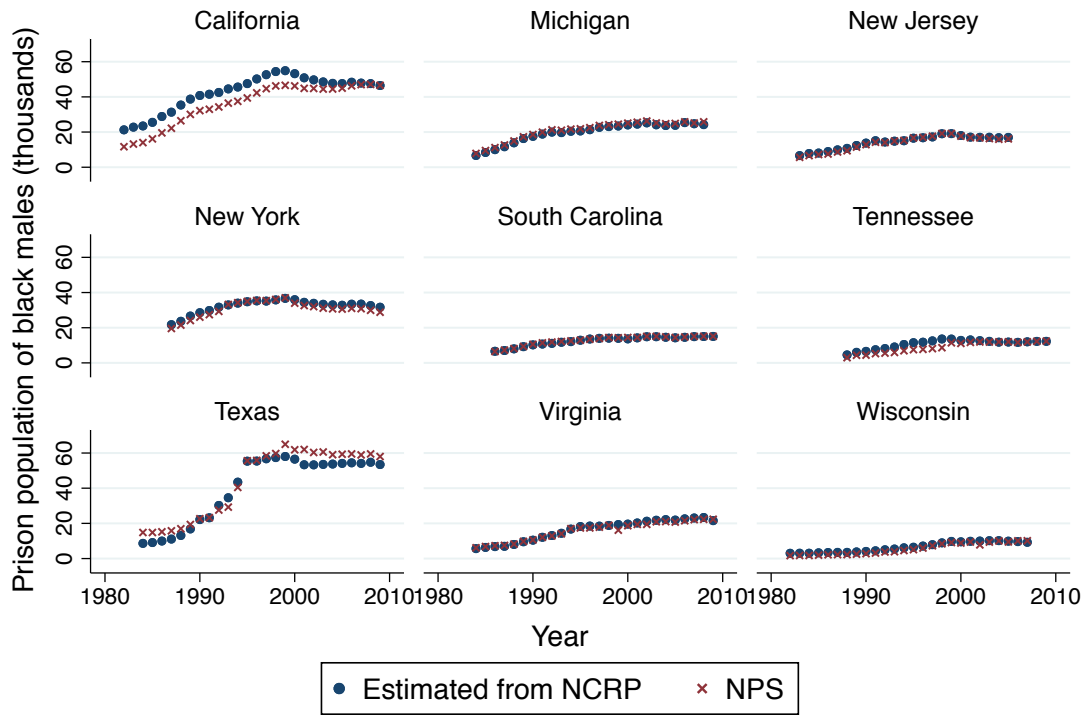 California
Michigan
New Jersey
Prison population of black males (thousands)
60
40
20
0
New York
South Carolina
Tennessee
60
40
20
0
Texas
Virginia
Wisconsin
60
40
20
0
1980 1990 2000 2010
1980 1990 2000 2010
1980 1990 2000 2010
Year
Estimated from NCRP
NPS